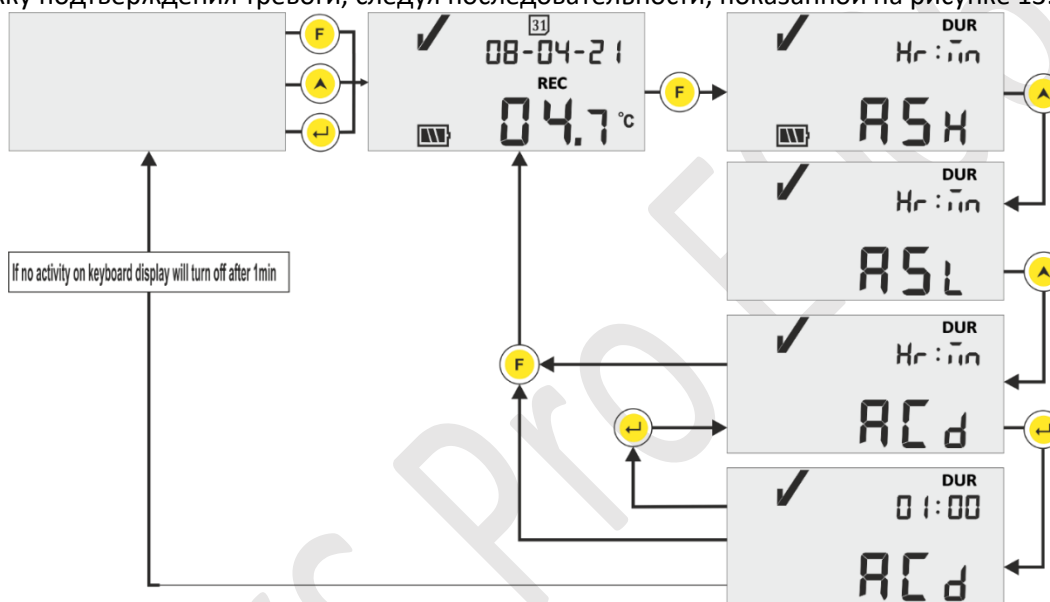 подтверждения тревоги, следуя последовательности, показанной на рисунке
F
31
08-04-21
REC
04.7 °C
F
DUR
Hr:mn
ASH
DUR
Hr:mn
ASL
If no activity on keyboard display will turn off after 1min
F
DUR
Hr:mn
ACd
DUR
01:00
ACd